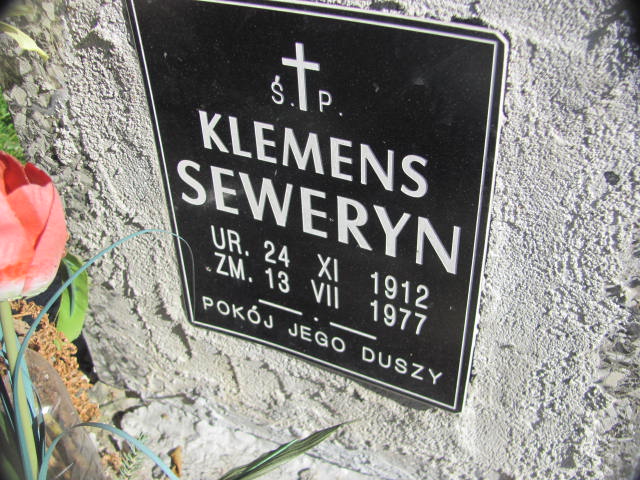 Ś. P.
KLEMENS
SEWERYN
UR. 24 XI 1912
ZM. 13 VII 1977
POKÓJ JEGO DUSZY